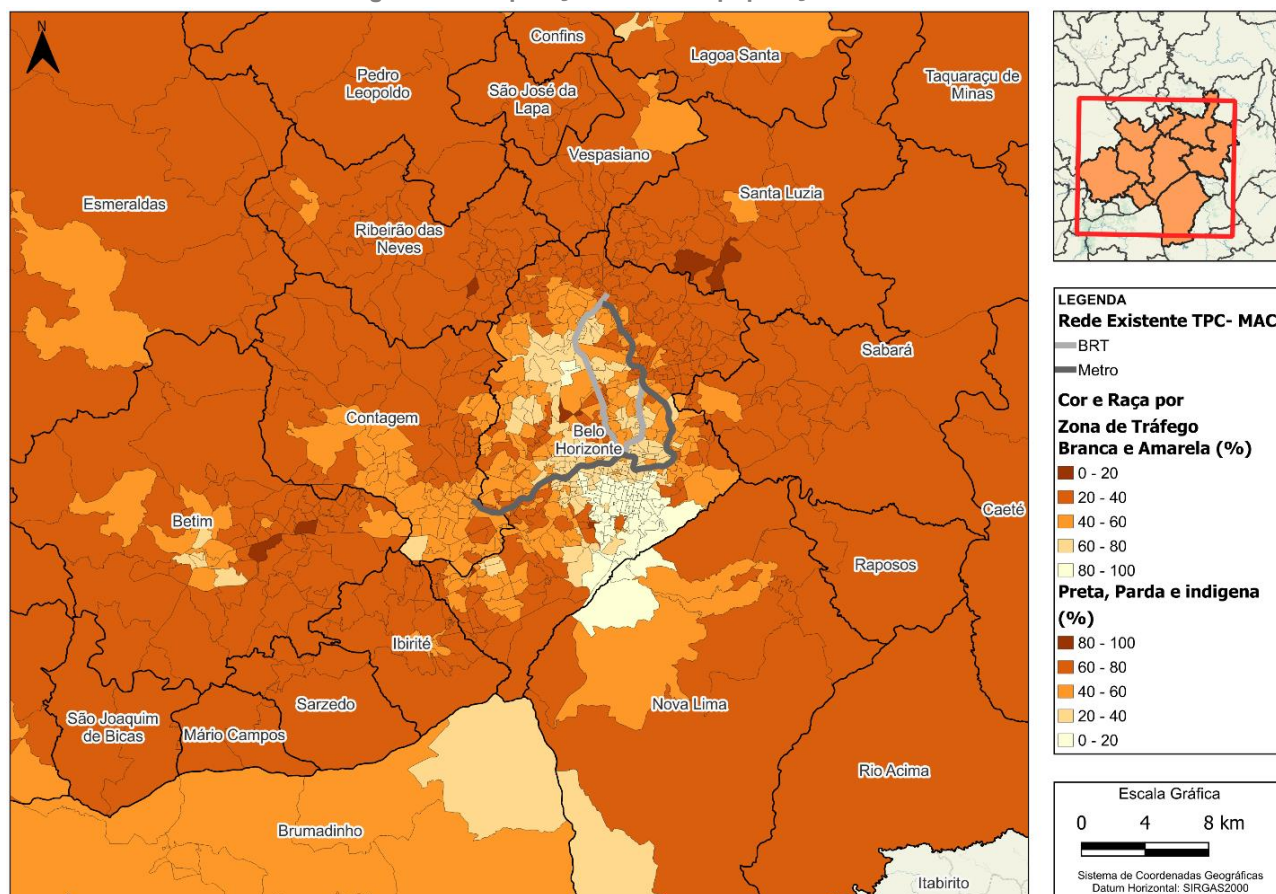 N
Confins
Lagoa Santa
Pedro
Leopoldo
São José da
Lapa
Taquaraçu de
Minas
Vespasiano
Esmeraldas
Santa Luzia
Ribeirão das
Neves
Sabará
Contagem
Belo
Horizonte
Betim
Caeté
Raposos
Ibirité
Nova Lima
Sarzedo
São Joaquim
de Bicas
Mário Campos
Rio Acima
Brumadinho
Itabirito
LEGENDA
Rede Existente TPC- MAC
BRT
Metro
Cor e Raça por
Zona de Tráfego
Branca e Amarela (%)
0 - 20
20 - 40
40 - 60
60 - 80
80 - 100
Preta, Parda e indigena
(%)
80 - 100
60 - 80
40 - 60
20 - 40
0 - 20
Escala Gráfica
0 4 8 km
Sistema de Coordenadas Geográficas
Datum Horizontal: SIRGAS2000